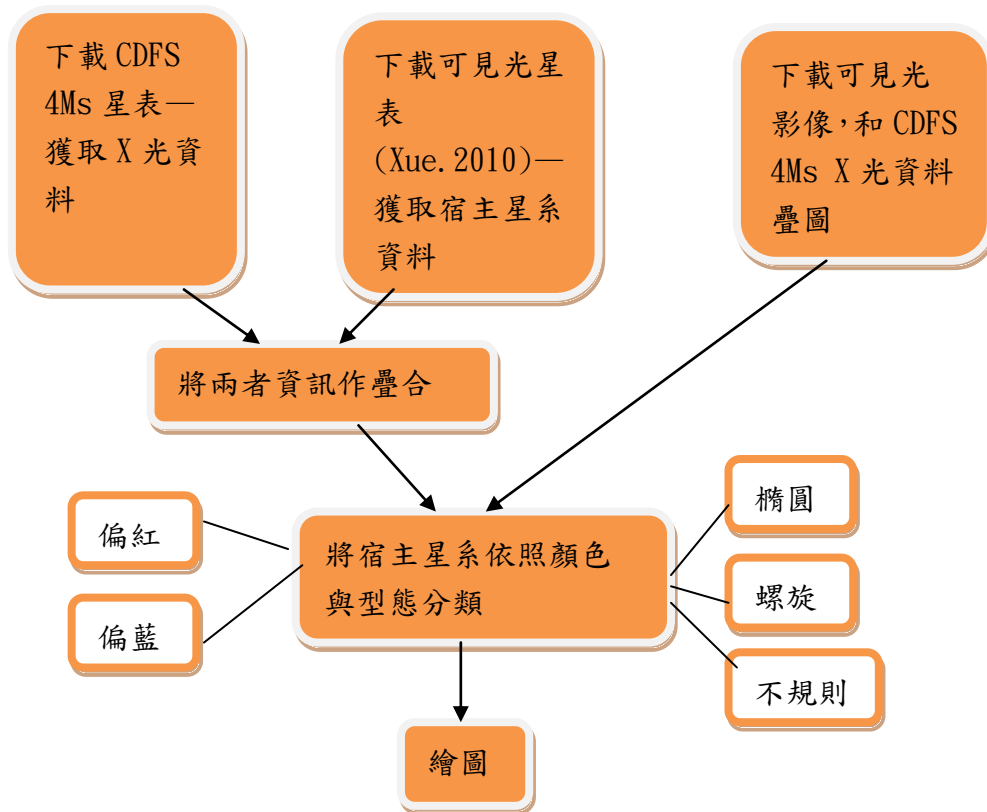 下載 CDFS
4Ms 星表—
獲取 X 光資
料
下載可見光星
表
(Xue.2010)—
獲取宿主星系
資料
下載可見光
影像,和 CDFS
4Ms X 光資料
疊圖
將兩者資訊作疊合
偏紅
偏藍
將宿主星系依照顏色
與型態分類
橢圓
螺旋
不規則
繪圖